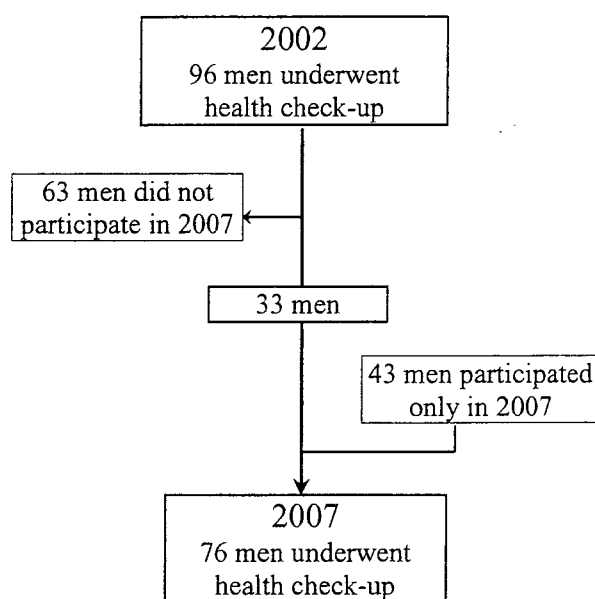 2002
96 men underwent
health check-up
63 men did not
participate in 2007
33 men
43 men participated
only in 2007
2007
76 men underwent
health check-up